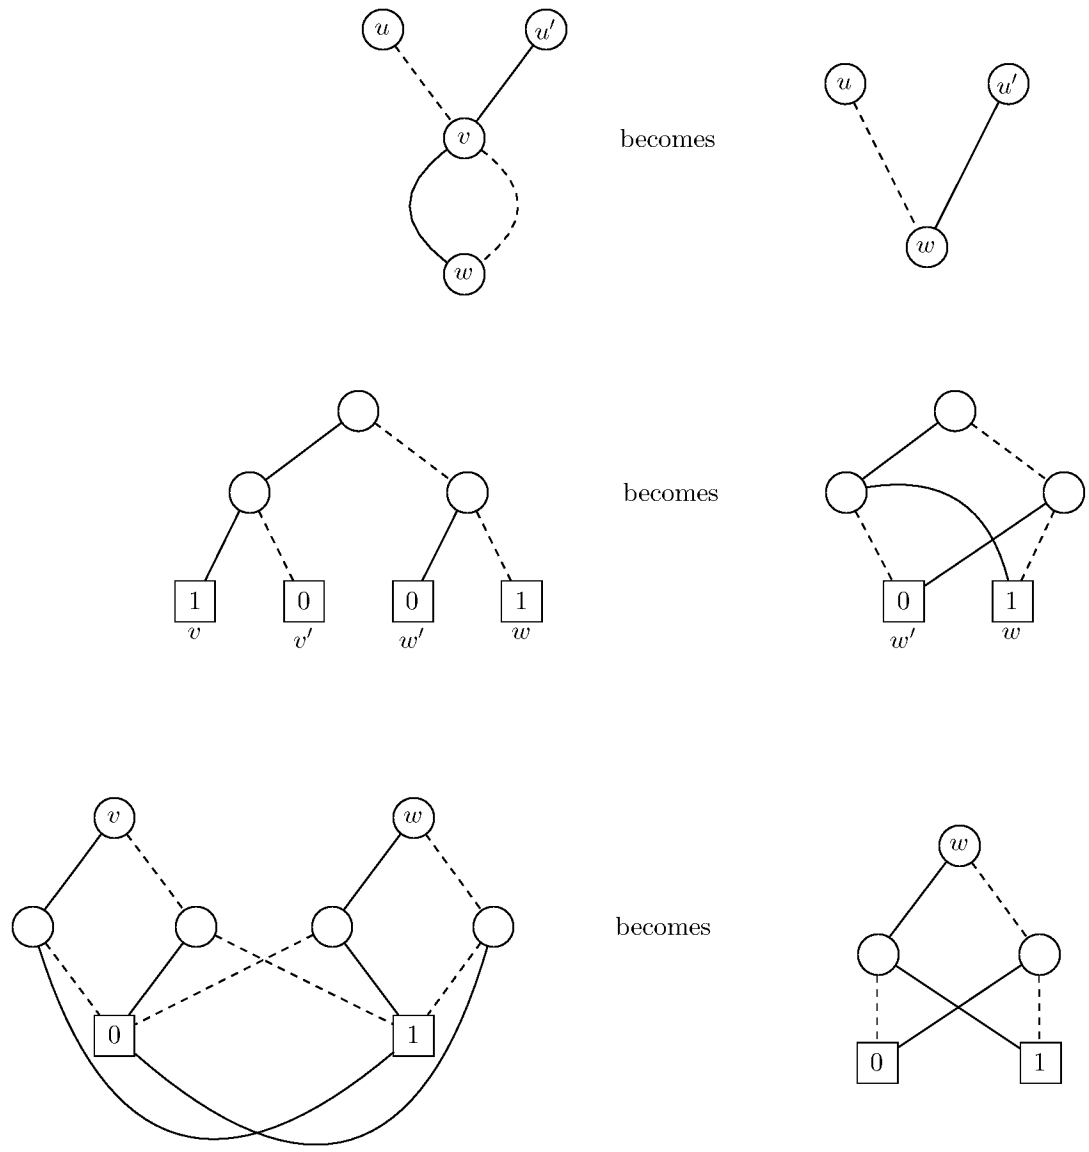 u u′
u u′
v becomes
w
w
becomes
1 0 0 1 0 1
v v′ w′ w w′ w
v w
w
becomes
0 1
0 1